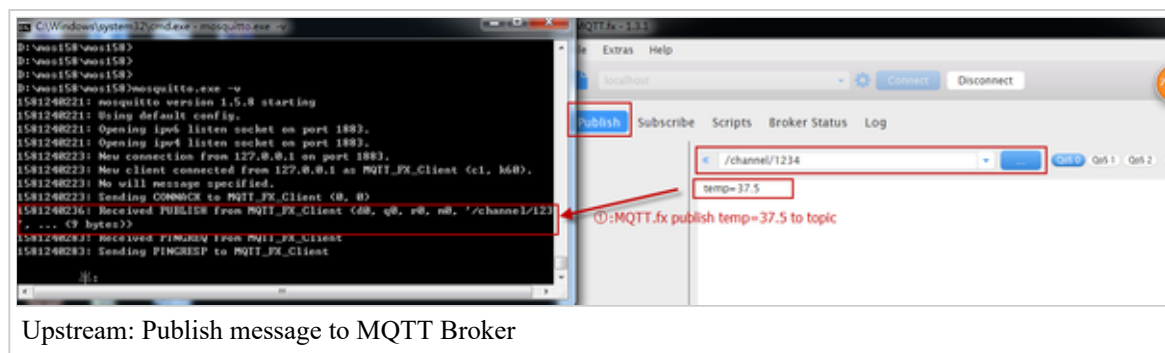 C:\Windows\system32\cmd.exe - mosquitto.exe -v
D:\mos158\mos158>
D:\mos158\mos158>
D:\mos158\mos158>
D:\mos158\mos158>mosquitto.exe -v
1581240221: mosquitto version 1.5.8 starting
1581240221: Using default config.
1581240221: Opening ipv6 listen socket on port 1883.
1581240221: Opening ipv4 listen socket on port 1883.
1581240223: New connection from 127.0.0.1 on port 1883.
1581240223: New client connected from 127.0.0.1 as MQTT_FX_Client (c1, k60).
1581240223: No will message specified.
1581240223: Sending CONNACK to MQTT_FX_Client (0, 0)
1581240236: Received PUBLISH from MQTT_FX_Client (d0, q0, r0, m0, '/channel/123
', ... (9 bytes))
1581240283: Received PINGREQ from MQTT_FX_Client
1581240283: Sending PINGRESP to MQTT_FX_Client
半:
MQTT.fx - 1.3.1
Extras Help
localhost
Connect Disconnect
Publish Subscribe Scripts Broker Status Log
/channel/1234
QoS 0 QoS 1 QoS 2
temp=37.5
①:MQTT.fx publish temp=37.5 to topic
Upstream: Publish message to MQTT Broker